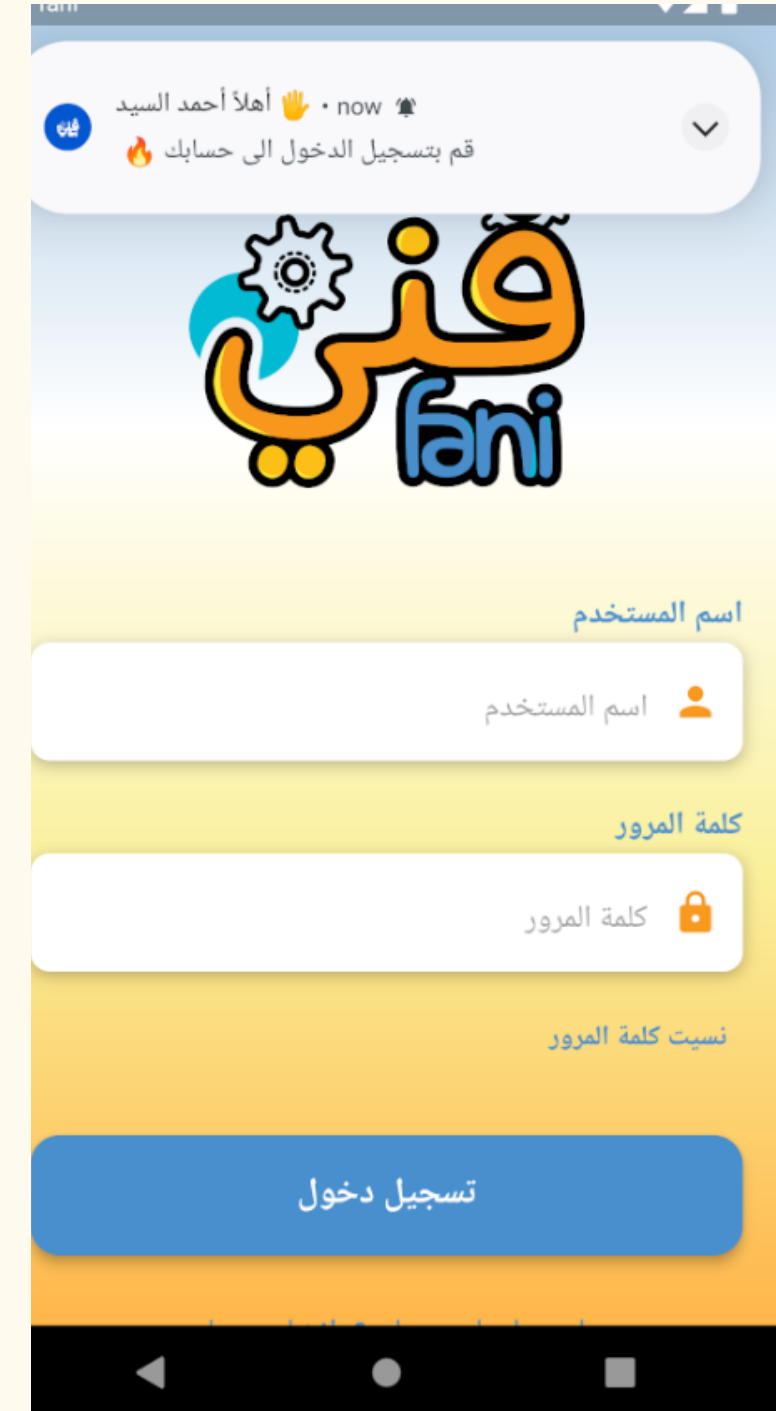 أهلاً أحمد السيد 🖐 • now
قم بتسجيل الدخول الى حسابك 🔥
فني
fani
اسم المستخدم
اسم المستخدم
كلمة المرور
كلمة المرور
نسيت كلمة المرور
تسجيل دخول